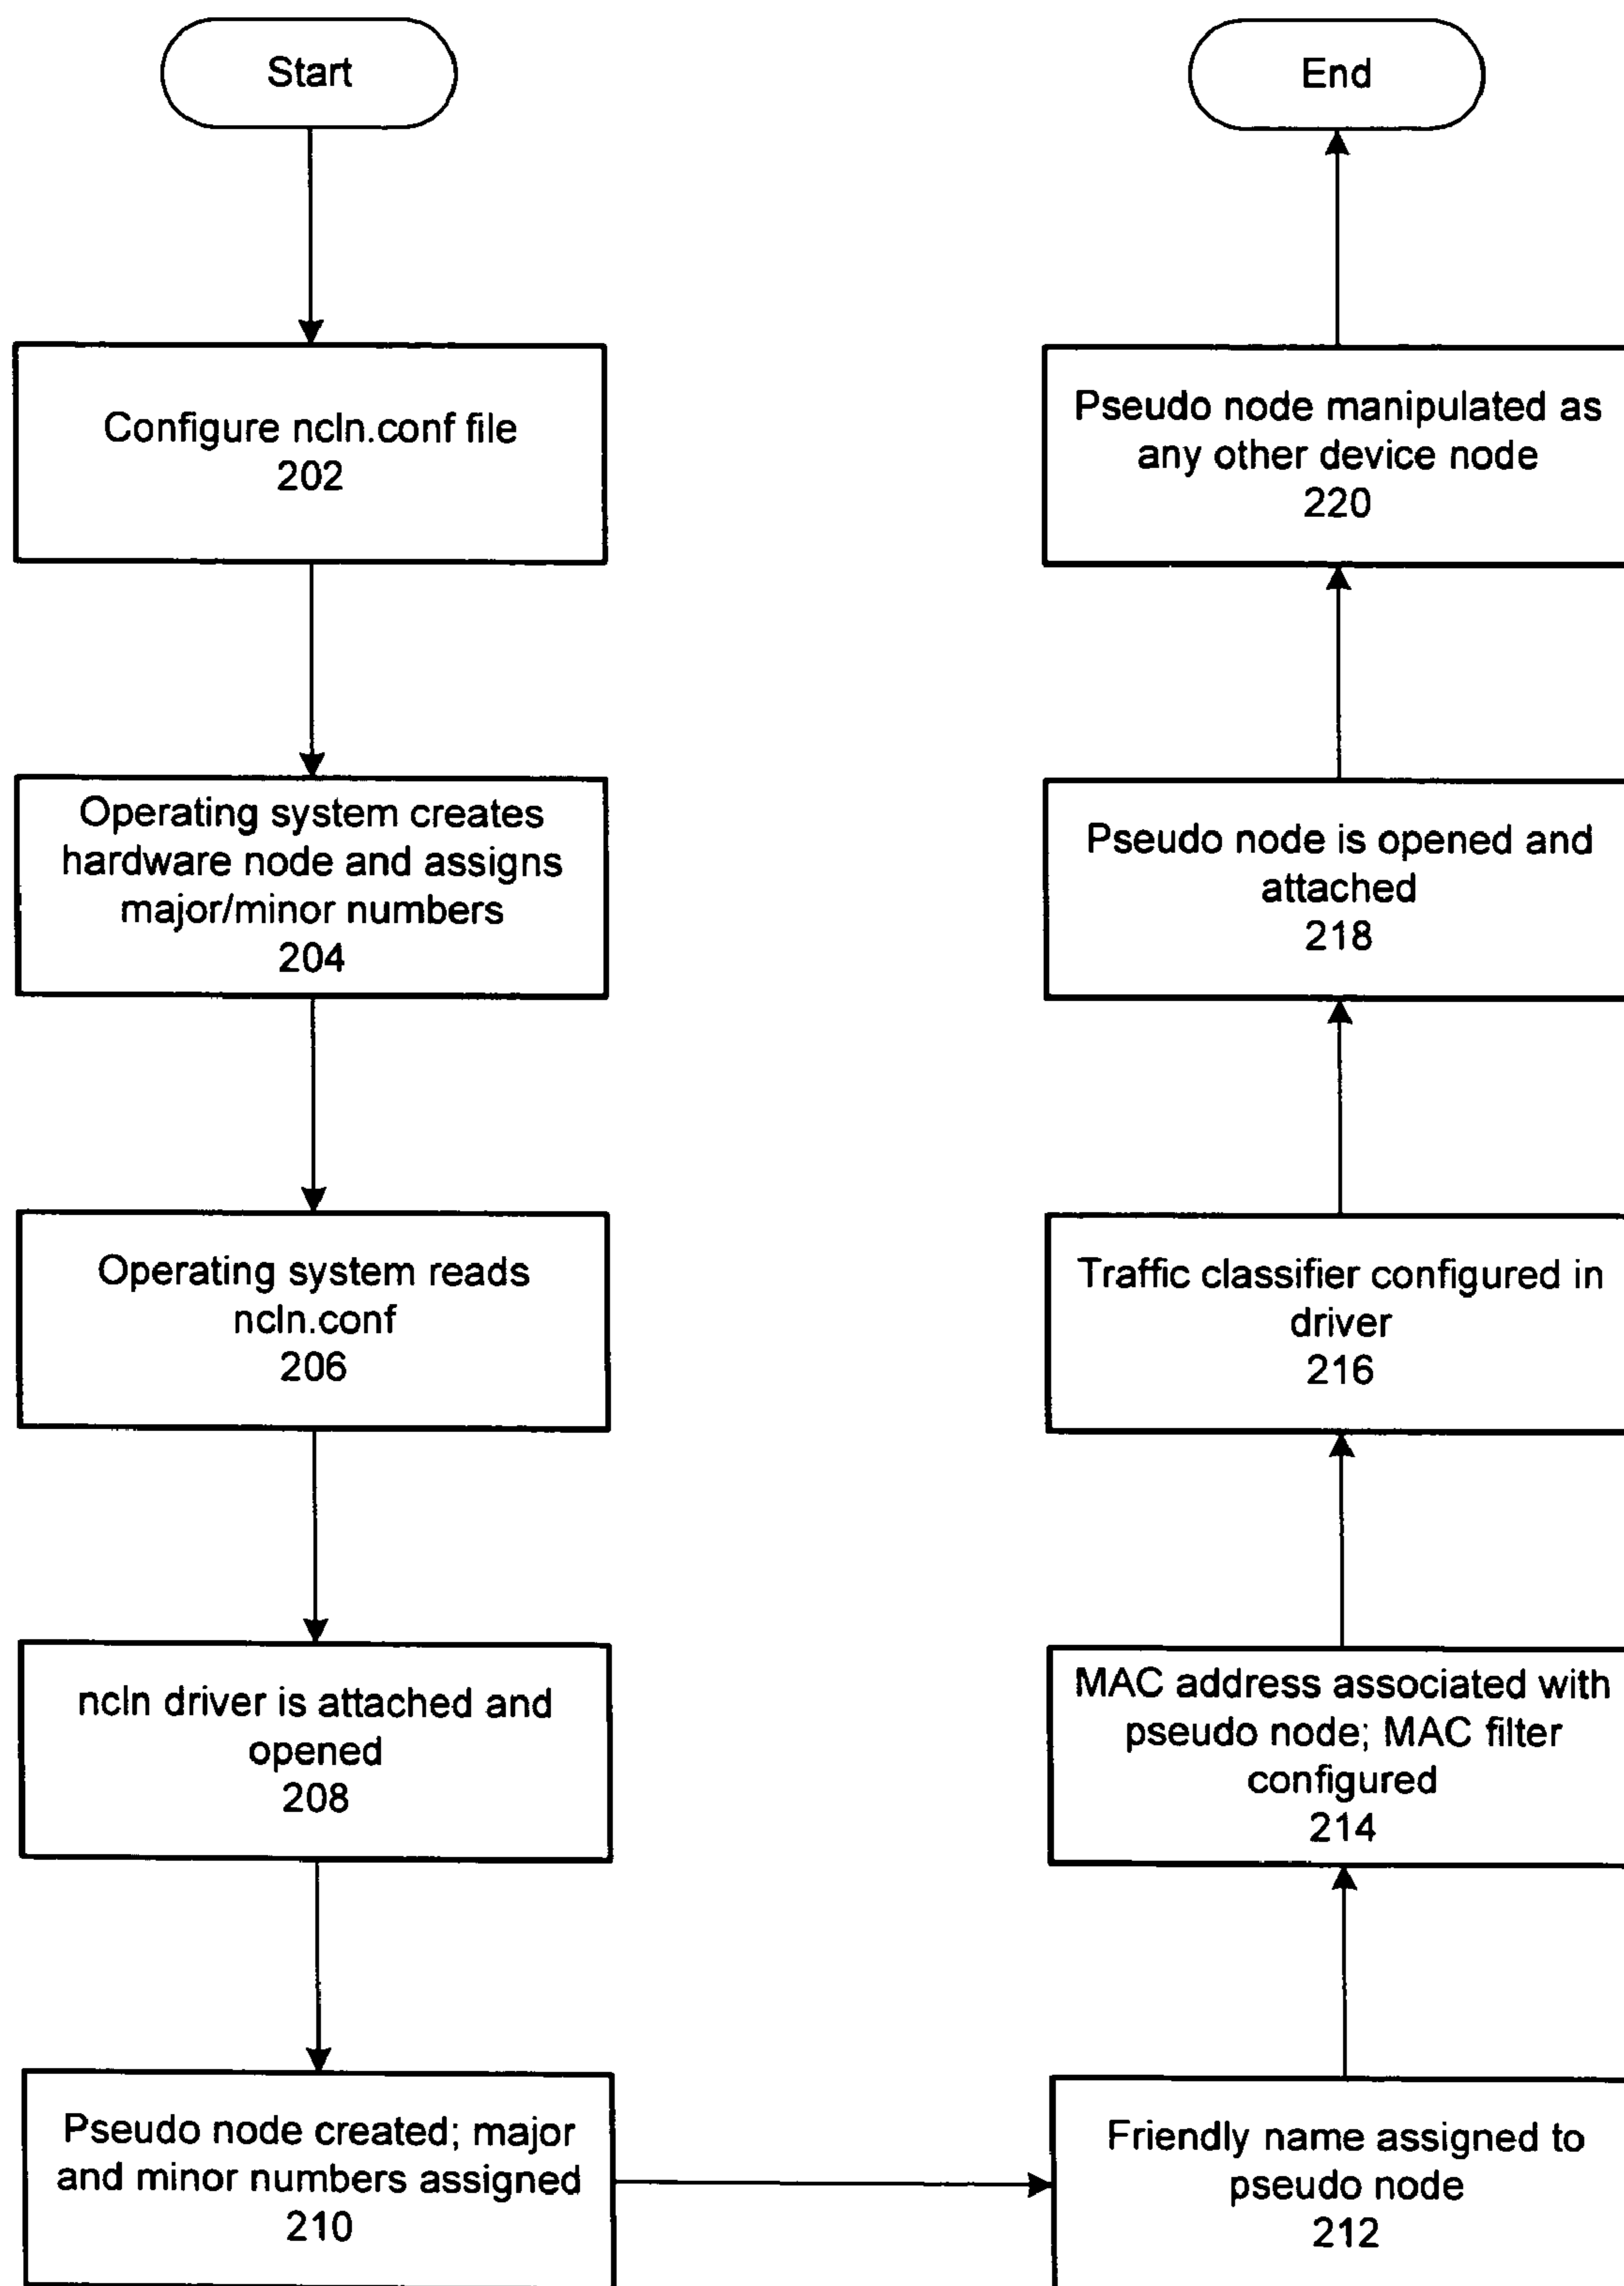 Start
Configure ncln.conf file
202
Operating system creates
hardware node and assigns
major/minor numbers
204
Operating system reads
ncln.conf
206
ncln driver is attached and
opened
208
Pseudo node created; major
and minor numbers assigned
210
Friendly name assigned to
pseudo node
212
MAC address associated with
pseudo node; MAC filter
configured
214
Traffic classifier configured in
driver
216
Pseudo node is opened and
attached
218
Pseudo node manipulated as
any other device node
220
End